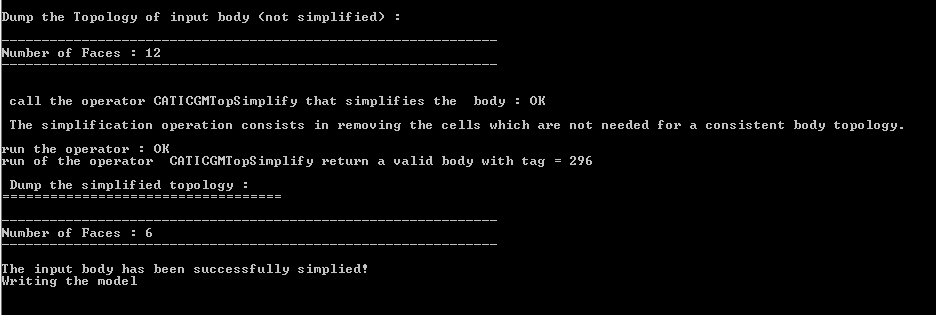 Dump the Topology of input body (not simplified) :
--------------------------------------------------------------
Number of Faces : 12
--------------------------------------------------------------
call the operator CATICGMTopSimplify that simplifies the  body : OK
The simplification operation consists in removing the cells which are not needed for a consistent body topology.
run the operator : OK
run of the operator  CATICGMTopSimplify return a valid body with tag = 296
Dump the simplified topology :
===================================
--------------------------------------------------------------
Number of Faces : 6
--------------------------------------------------------------
The input body has been successfully simplied!
Writing the model